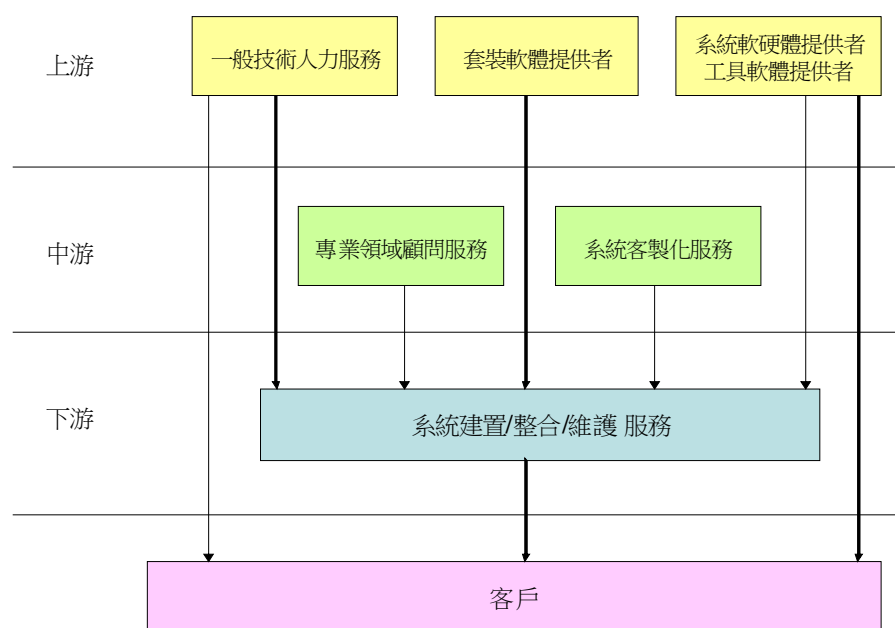 上游
一般技術人力服務
套裝軟體提供者
系統軟硬體提供者
工具軟體提供者
中游
專業領域顧問服務
系統客製化服務
下游
系統建置/整合/維護 服務
客戶